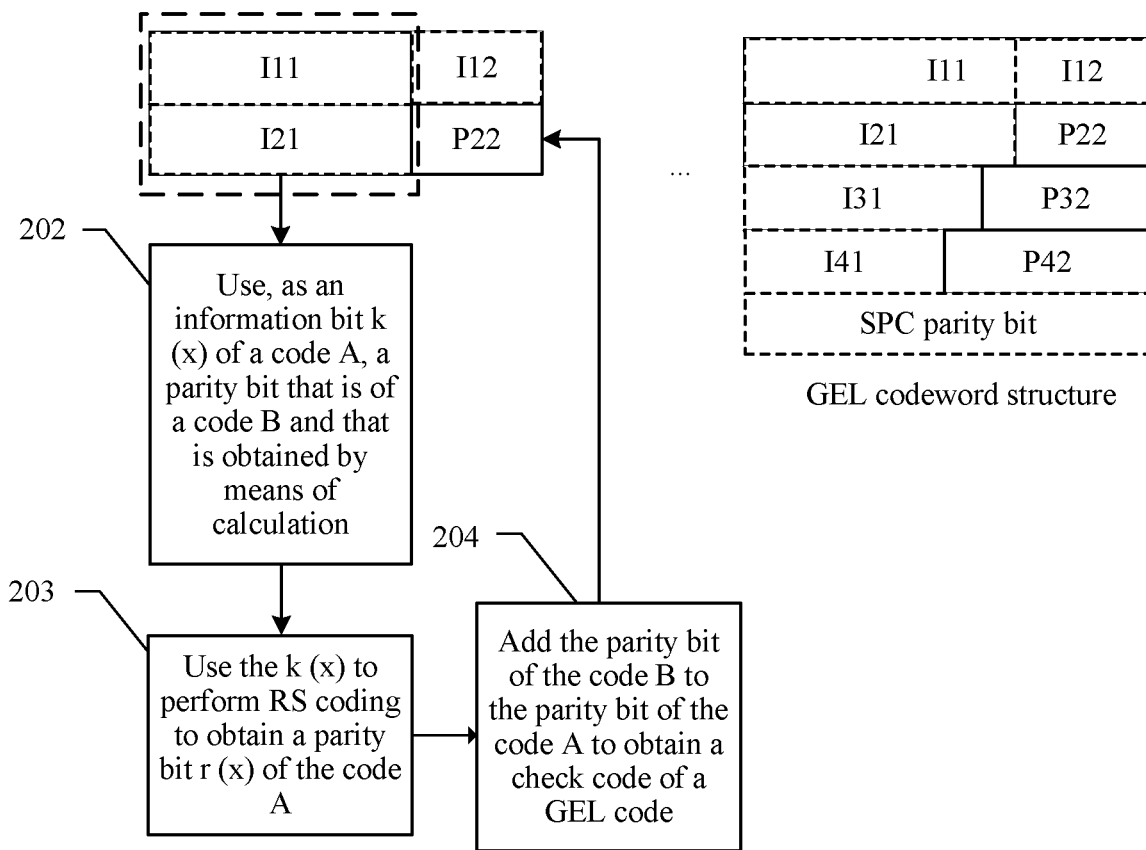 I11
I12
I21
P22
202
Use, as an
information bit k
(x) of a code A, a
parity bit that is of
a code B and that
is obtained by
means of
calculation
203
Use the k (x) to
perform RS coding
to obtain a parity
bit r (x) of the code
A
204
Add the parity bit
of the code B to
the parity bit of the
code A to obtain a
check code of a
GEL code
...
I11
I12
I21
P22
I31
P32
I41
P42
SPC parity bit
GEL codeword structure